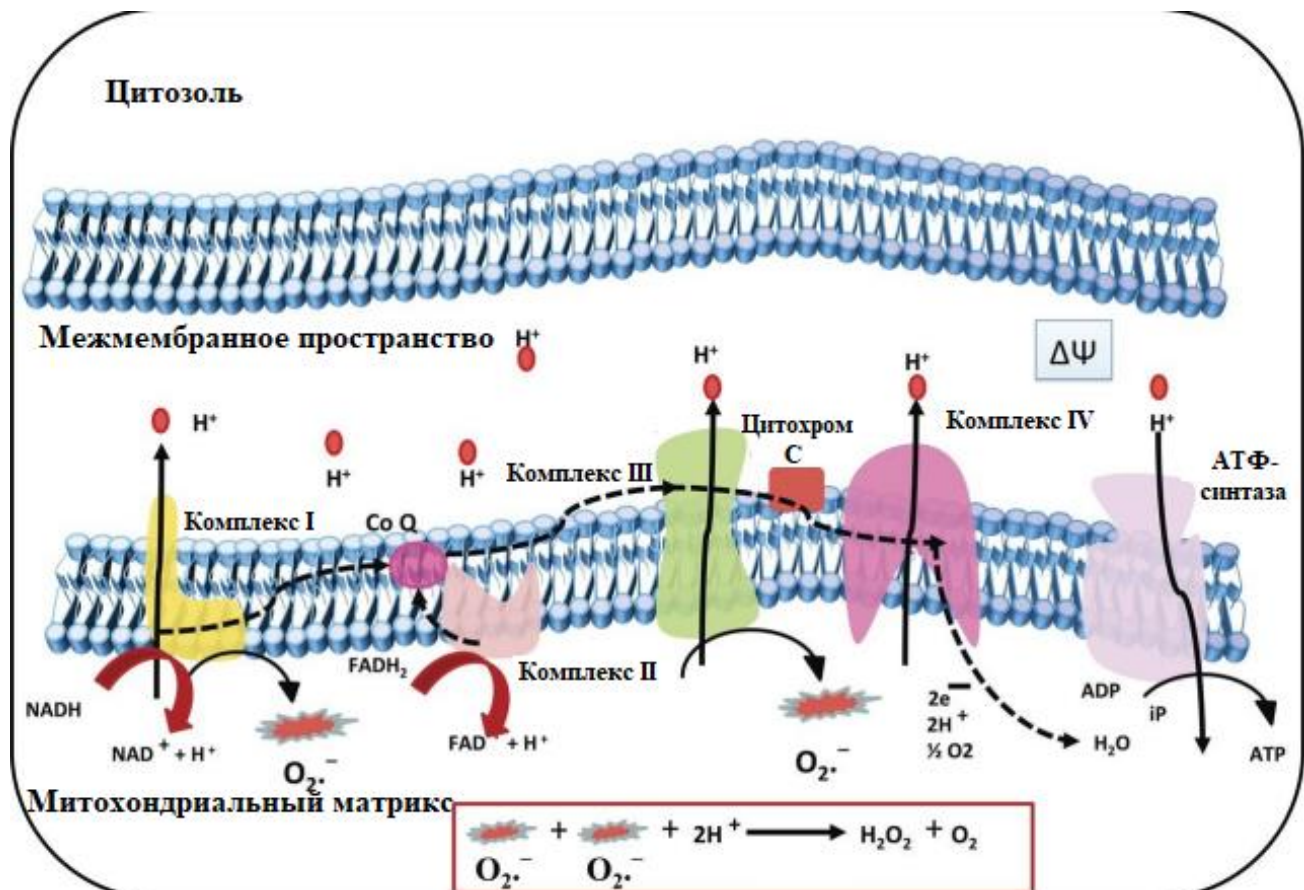 Цитозоль
Межмембранное пространство
H⁺
ΔΨ
H⁺
H⁺
H⁺
H⁺
H⁺
H⁺
Цитохром
C
Комплекс IV
АТФ-
синтаза
Комплекс III
Комплекс I
Co Q
NADH
NAD⁺ + H⁺
O₂•⁻
FADH₂
FAD + H⁺
Комплекс II
O₂•⁻
2e⁻
2H⁺
½ O2
H₂O
ADP
iP
ATP
Митохондриальный матрикс
+ + 2H⁺ H₂O₂ + O₂
O₂•⁻ O₂•⁻